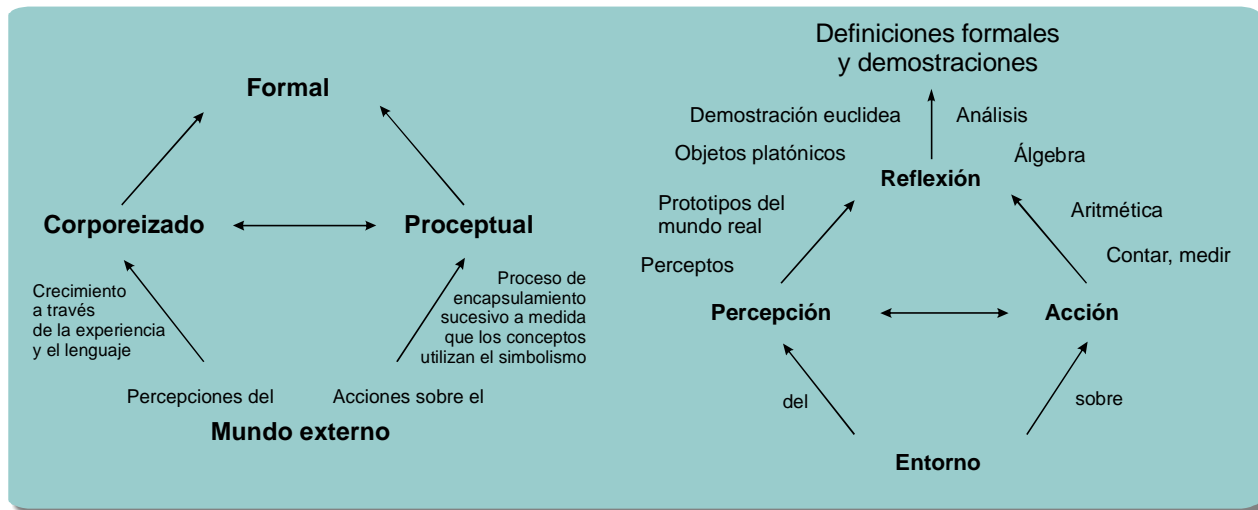 Formal
Corporeizado
Proceptual
Crecimiento
a través
de la experiencia
y el lenguaje
Proceso de
encapsulamiento
sucesivo a medida
que los conceptos
utilizan el simbolismo
Percepciones del
Acciones sobre el
Mundo externo
Definiciones formales
y demostraciones
Demostración euclidea
Análisis
Objetos platónicos
Álgebra
Reflexión
Prototipos del
mundo real
Aritmética
Perceptos
Contar, medir
Percepción
Acción
del
sobre
Entorno